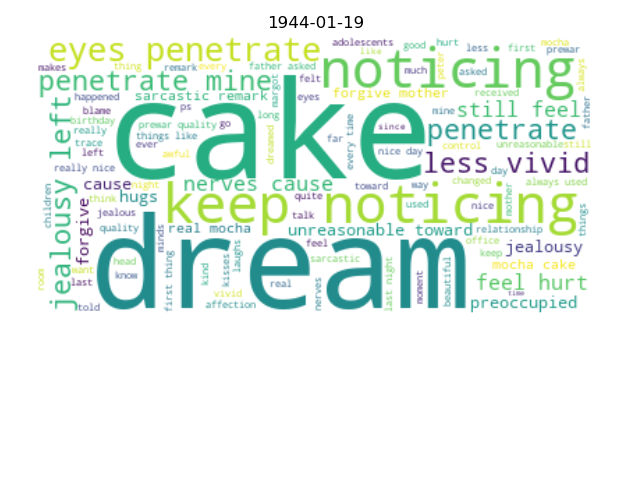 1944-01-19
eyes penetrate
noticing
adolescents
like
good
hurt
less
first
mocha
premar
makes
thing
remark
every
father asked
felt
much
peter
asked
always
penetrate mine
sarcastic remark
long
margot
eyes
forgive mother
received
happened
ps
mine
still feel
father
blame
premar quality
go
cake
since
penetrate
birthday
things like
really
trace
ever
dreamed
far
every time
control
unreasonable
still
left
awful
nice day
less vivid
really nice
day
jealousy left
cause
night
nerves cause
toward
way
changed
always used
children
forgive
think
hugs
quite
keep noticing
used
nice
mother
things
jealous
talk
quality
real mocha
unreasonable toward
relationship
minds
feel
office
jealousy
keep
room
want
head
laughs
sarcastic
mocha cake
last
know
first thing
kind
kisses
vivid
real
nerves
last night
moment
beautiful
feel hurt
told
affection
dream
time
preoccupied